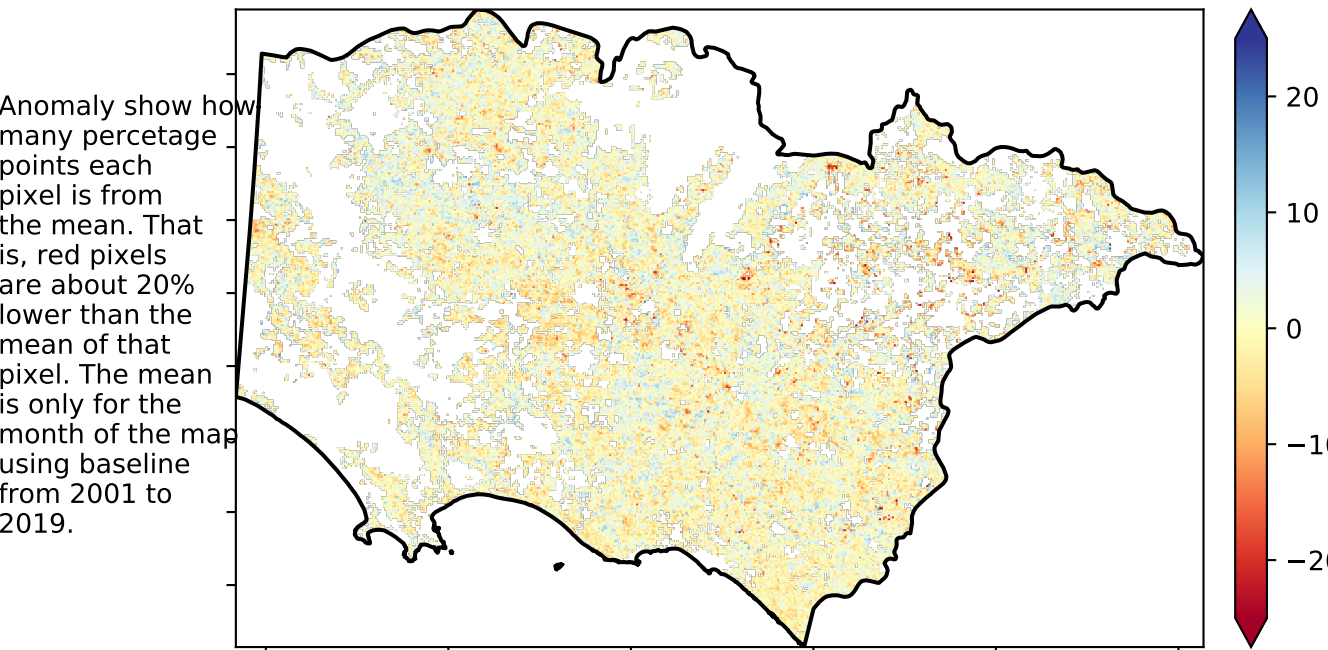 Anomaly show how
many percetage
points each
pixel is from
the mean. That
is, red pixels
are about 20%
lower than the
mean of that
pixel. The mean
is only for the
month of the map
using baseline
from 2001 to
2019.
20
10
0
−10
−20